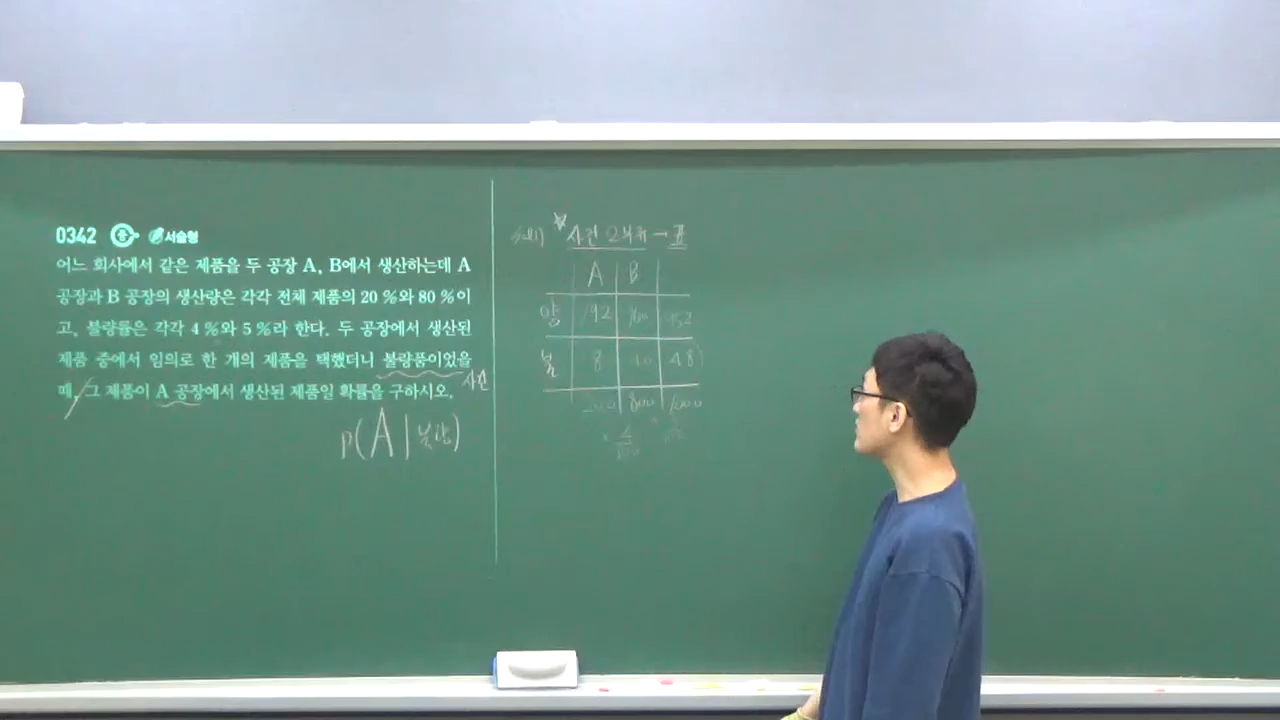 0342 중 서술형
어느 회사에서 같은 제품을 두 공장 A, B에서 생산하는데 A
공장과 B 공장의 생산량은 각각 전체 제품의 20 %와 80 %이
고, 불량률은 각각 4 %와 5 %라 한다. 두 공장에서 생산된
제품 중에서 임의로 한 개의 제품을 택했더니 불량품이었을
때, 그 제품이 A 공장에서 생산된 제품일 확률을 구하시오.
사건
P(A|불량)
사건 2개 → 표
A B
양 192 760 952
불 8 40 48
200 800 1000